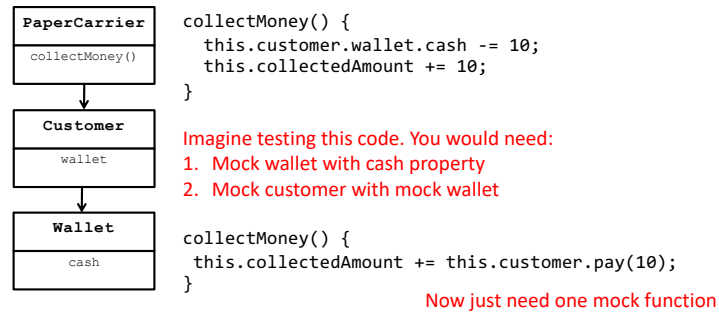 PaperCarrier
collectMoney()
Customer
wallet
Wallet
cash
collectMoney() {
this.customer.wallet.cash -= 10;
this.collectedAmount += 10;
}
Imagine testing this code. You would need:
1. Mock wallet with cash property
2. Mock customer with mock wallet
collectMoney() {
this.collectedAmount += this.customer.pay(10);
}
Now just need one mock function